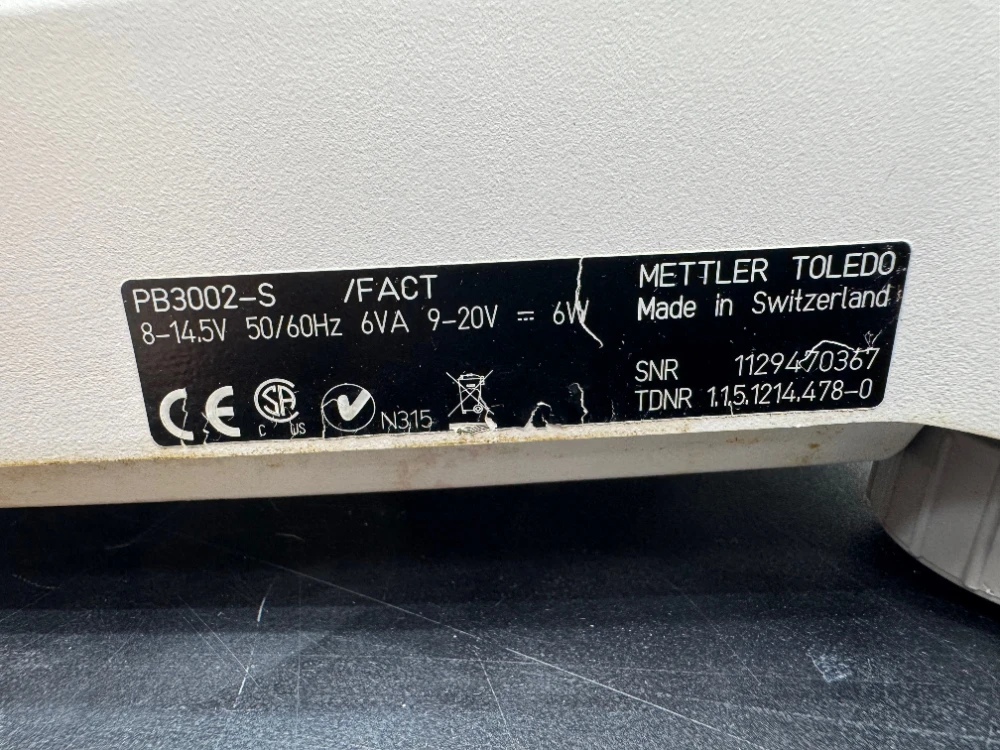 PB3002-S /FACT
8-14.5V 50/60Hz 6VA 9-20V ⎓ 6W
METTLER TOLEDO
Made in Switzerland
SNR 1129470367
TDNR 1.15.1214.478-0
CE SA C US N315